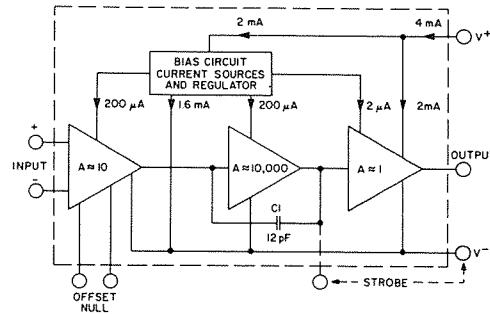 2 mA
4 mA
V+
BIAS CIRCUIT
CURRENT SOURCES
AND REGULATOR
200 μA
1.6 mA
200 μA
2 μA
2mA
+
INPUT
-
A ≈ 10
A ≈ 10,000
A ≈ 1
OUTPUT
C1
12 pF
V-
OFFSET
NULL
STROBE